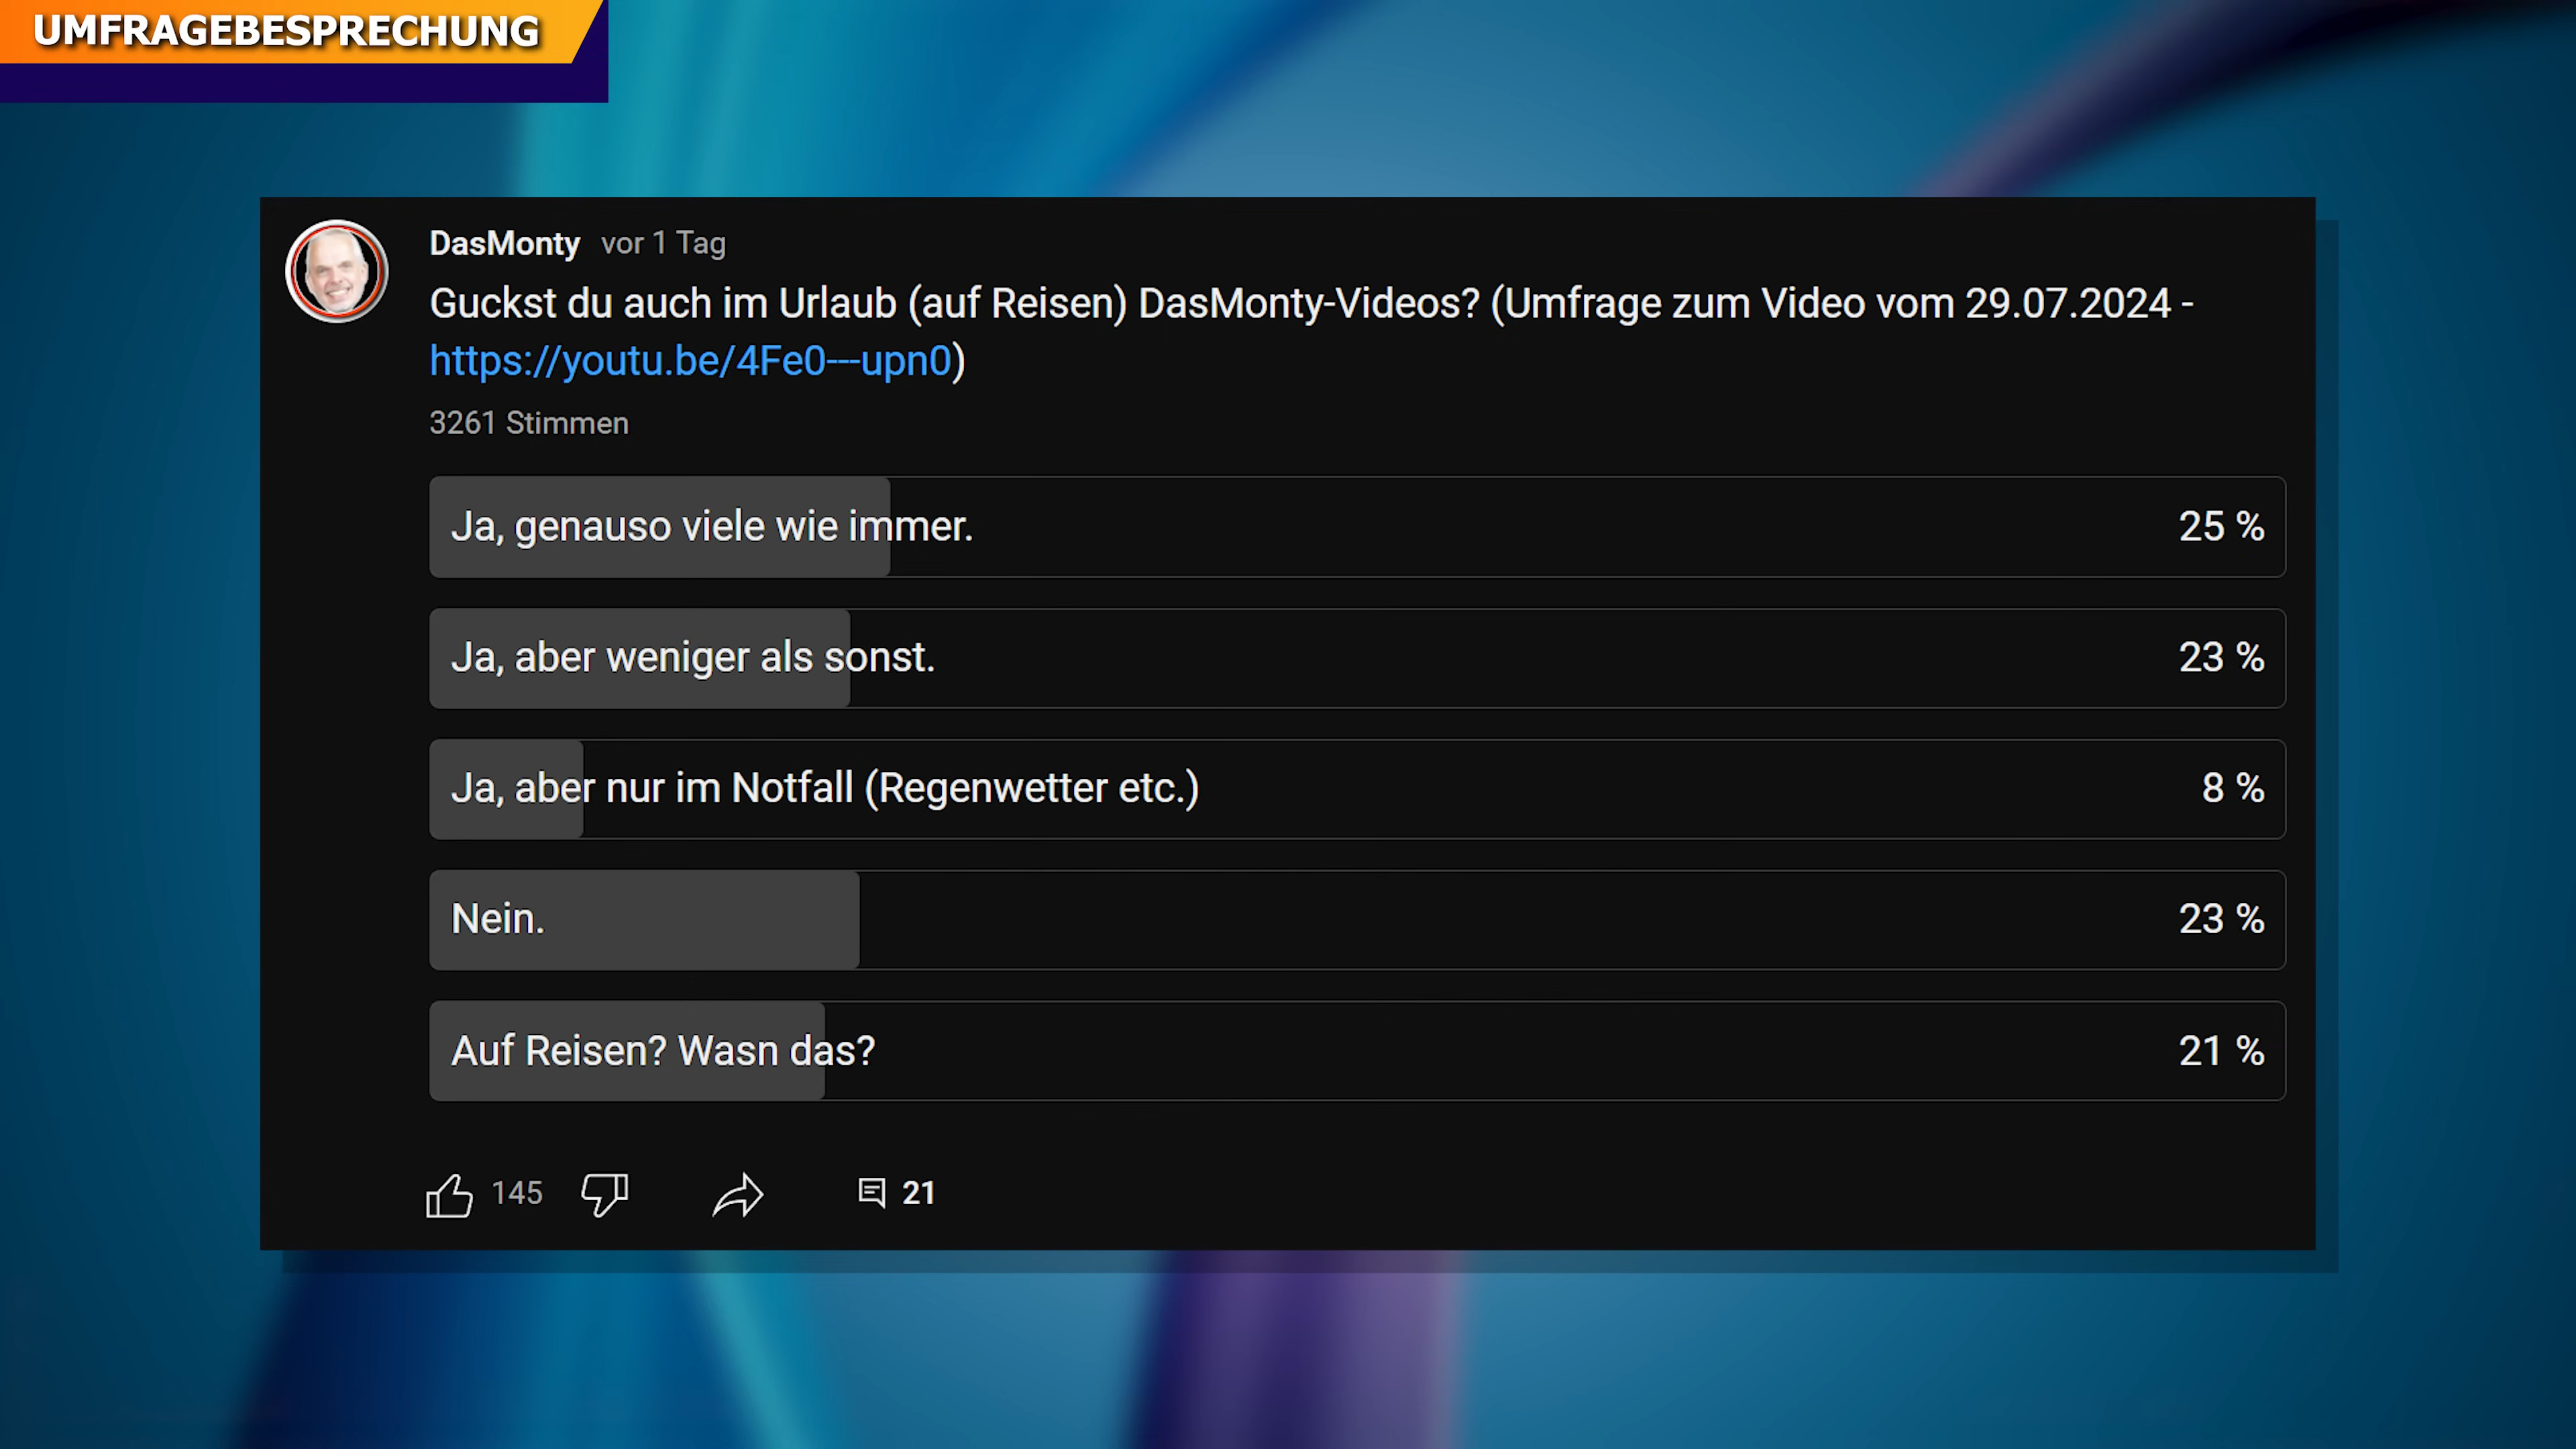 UMFRAGEBESPRECHUNG
DasMonty vor 1 Tag
Guckst du auch im Urlaub (auf Reisen) DasMonty-Videos? (Umfrage zum Video vom 29.07.2024 -
https://youtu.be/4Fe0---upn0)
3261 Stimmen
Ja, genauso viele wie immer. 25 %
Ja, aber weniger als sonst. 23 %
Ja, aber nur im Notfall (Regenwetter etc.) 8 %
Nein. 23 %
Auf Reisen? Wasn das? 21 %
145 21